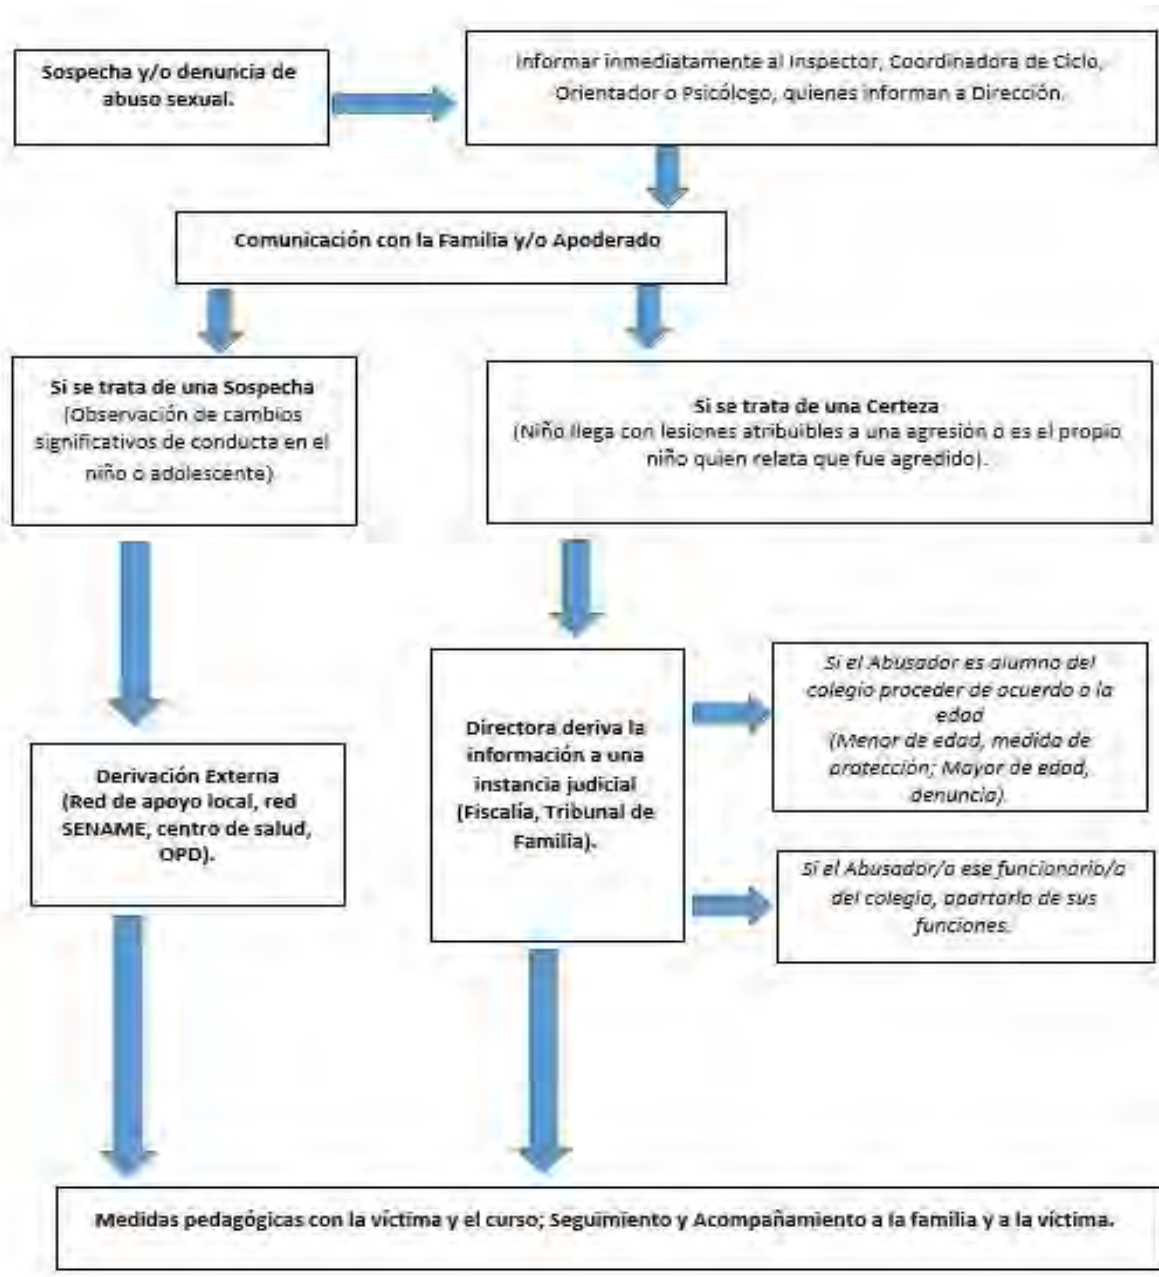 Sospecha y/o denuncia de
abuso sexual.
Informar inmediatamente al Inspector, Coordinadora de Ciclo,
Orientador o Psicólogo, quienes informan a Dirección.
Comunicación con la Familia y/o Apoderado
Si se trata de una Sospecha
(Observación de cambios
significativos de conducta en el
niño o adolescente)
Si se trata de una Certeza
(Niño llega con lesiones atribuibles a una agresión o es el propio
niño quien relata que fue agredido).
Derivación Externa
(Red de apoyo local, red
SENAME, centro de salud,
OPD).
Directora deriva la
información a una
instancia judicial
(Fiscalía, Tribunal de
Familia).
Si el Abusador es alumno del
colegio proceder de acuerdo a la
edad
(Menor de edad, medida de
protección; Mayor de edad,
denuncia).
Si el Abusador/a ese funcionario/a
del colegio, apartarlo de sus
funciones.
Medidas pedagógicas con la víctima y el curso; Seguimiento y Acompañamiento a la familia y a la víctima.